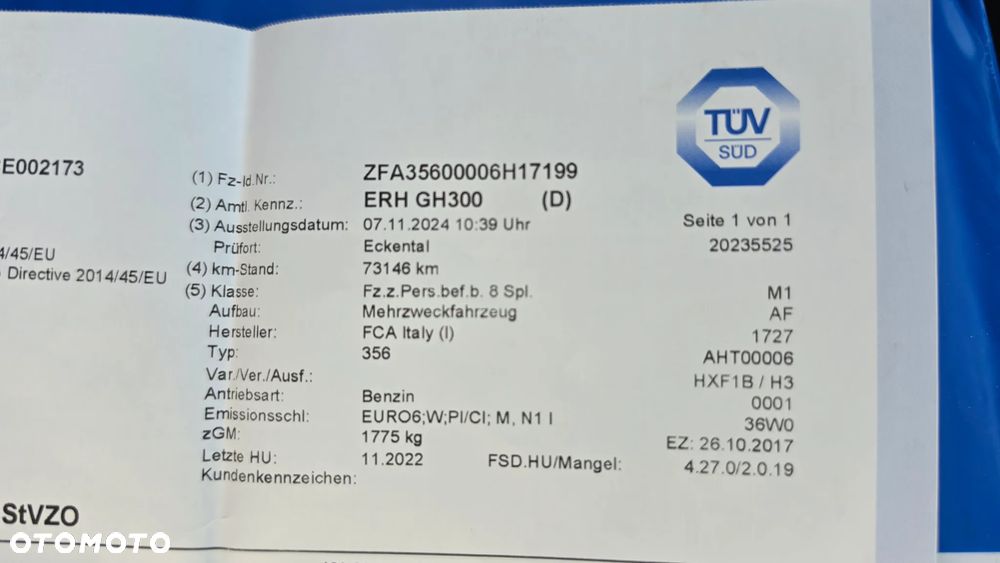 TÜV
SÜD
E002173
(1) Fz-Id.Nr.: ZFA35600006H17199
(2) Amtl. Kennz.: ERH GH300 (D)
(3) Ausstellungsdatum: 07.11.2024 10:39 Uhr Seite 1 von 1
Prüfort: Eckental 20235525
4/45/EU
(4) km-Stand: 73146 km
Directive 2014/45/EU
(5) Klasse: Fz.z.Pers.bef.b. 8 Spl. M1
Aufbau: Mehrzweckfahrzeug AF
Hersteller: FCA Italy (I) 1727
Typ: 356 AHT00006
Var./Ver./Ausf.: HXF1B / H3
Antriebsart: Benzin 0001
Emissionsschl: EURO6;W;PI/CI; M, N1 I 36W0
zGM: 1775 kg EZ: 26.10.2017
Letzte HU: 11.2022 FSD.HU/Mangel: 4.27.0/2.0.19
Kundenkennzeichen:
StVZO
OTOMOTO